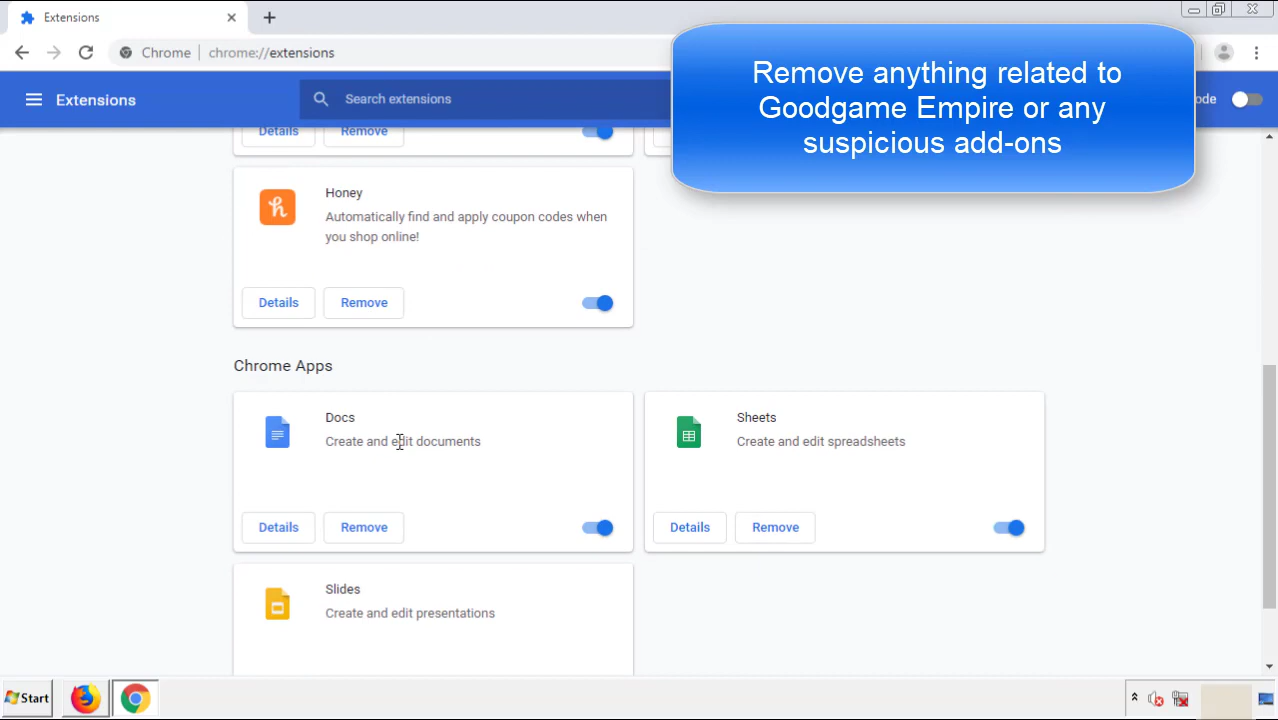 Extensions
Chrome
chrome://extensions
Remove anything related to
Goodgame Empire or any
suspicious add-ons
Extensions
Search extensions
ode
Details
Remove
Honey
Automatically find and apply coupon codes when
you shop online!
Details
Remove
Chrome Apps
Docs
Create and edit documents
Details
Remove
Sheets
Create and edit spreadsheets
Details
Remove
Slides
Create and edit presentations
Start